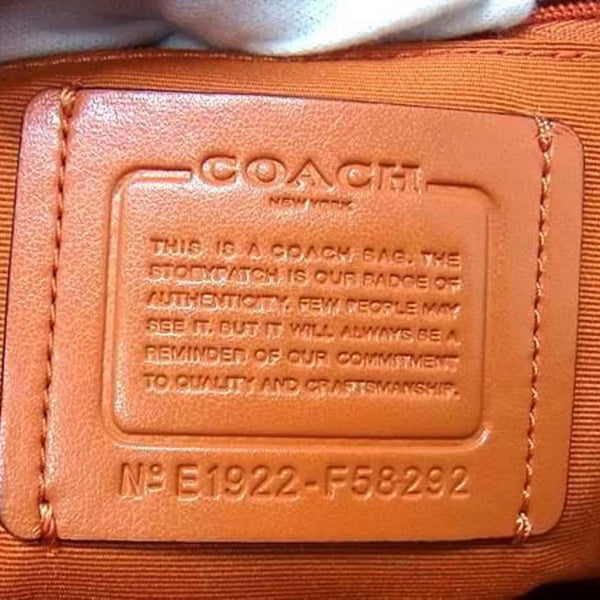 COACH
NEW YORK
THIS IS A COACH BAG. THE
STORYPATCH IS OUR BADGE OF
AUTHENTICITY. FEW PEOPLE MAY
SEE IT. BUT IT WILL ALWAYS BE A
REMINDER OF OUR COMMITMENT
TO QUALITY AND CRAFTSMANSHIP.
Nº E1922-F58292